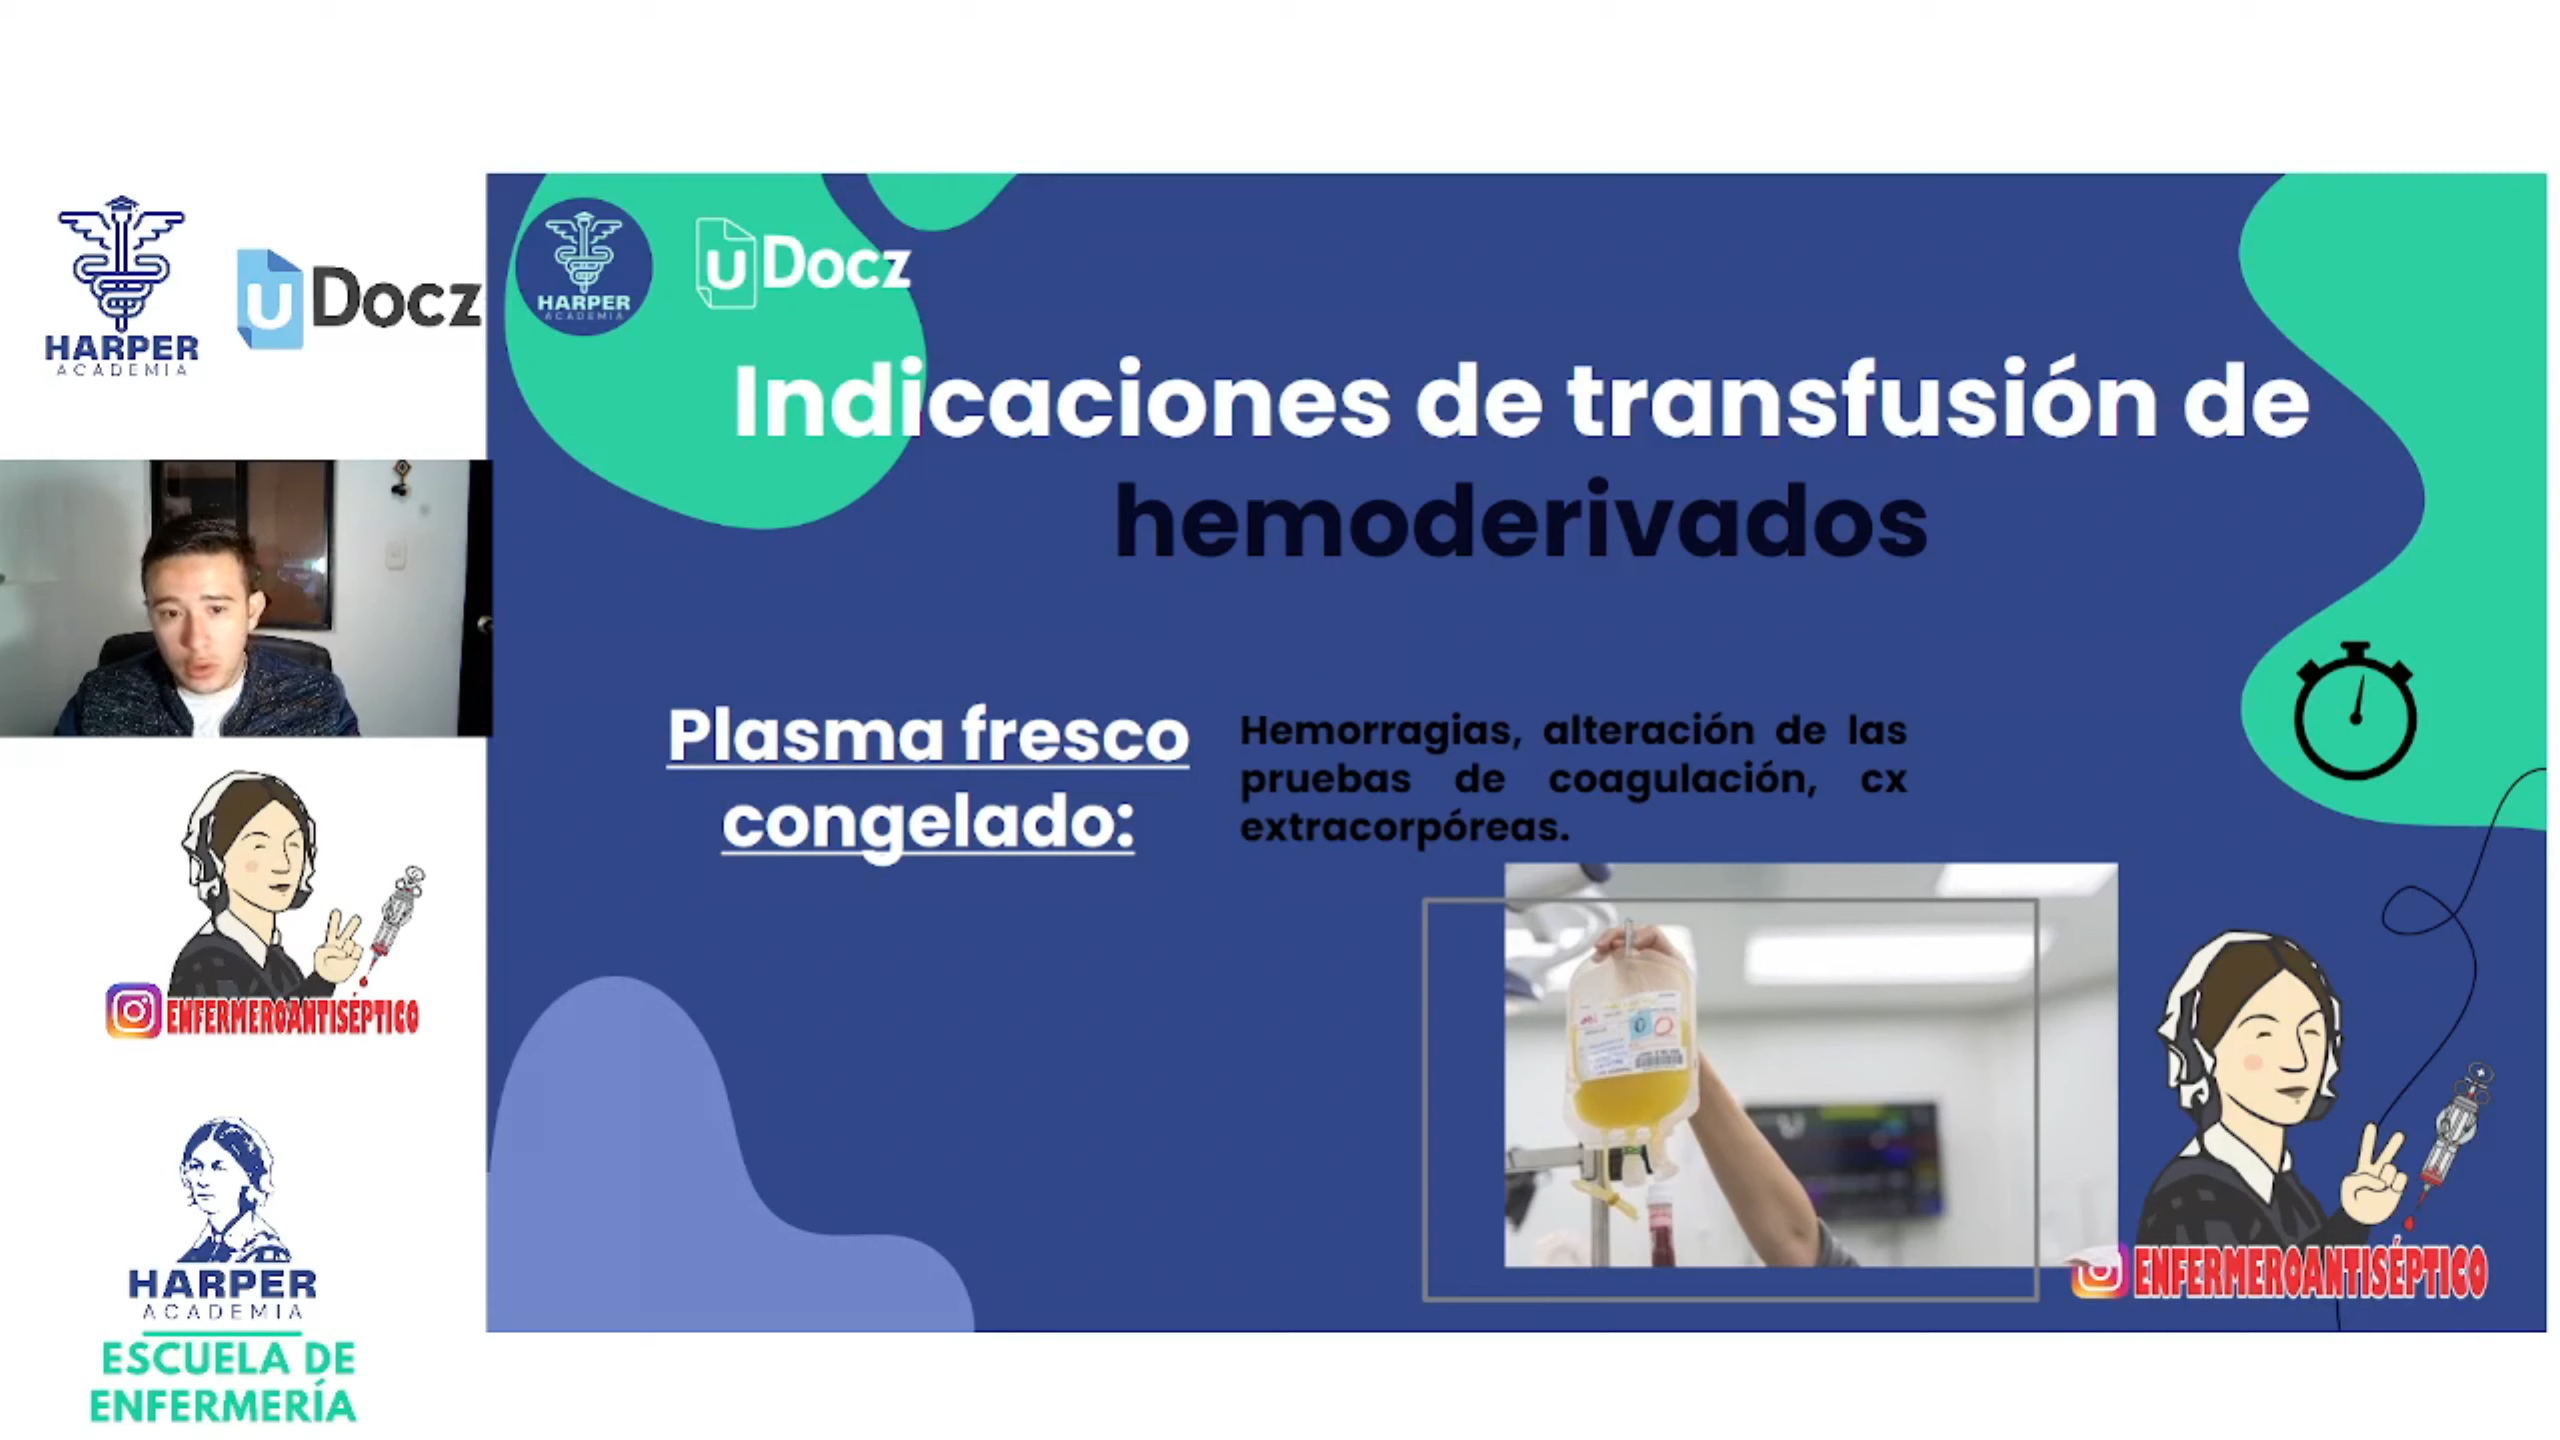 HARPER
ACADEMIA
uDocz
ENFERMEROANTISÉPTICO
HARPER
ACADEMIA
ESCUELA DE
ENFERMERÍA
HARPER
ACADEMIA
uDocz
Indicaciones de transfusión de
hemoderivados
Plasma fresco
congelado:
Hemorragias, alteración de las
pruebas de coagulación, cx
extracorpóreas.
ENFERMEROANTISÉPTICO